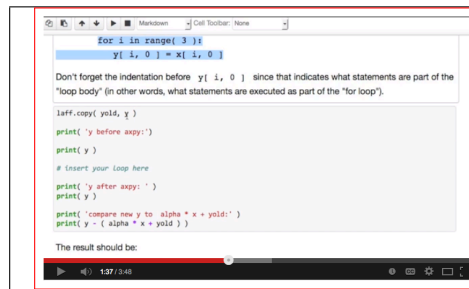 Markdown
Cell Toolbar: None
for i in range( 3 ):
y[ i, 0 ] = x[ i, 0 ]
Don't forget the indentation before y[ i, 0 ] since that indicates what statements are part of the
"loop body" (in other words, what statements are executed as part of the "for loop").
laff.copy( yold, y )
print( 'y before axpy:')
print( y )
# insert your loop here
print( 'y after axpy: ' )
print( y )
print( 'compare new y to alpha * x + yold:' )
print( y - ( alpha * x + yold ) )
The result should be:
1:37 / 3:48